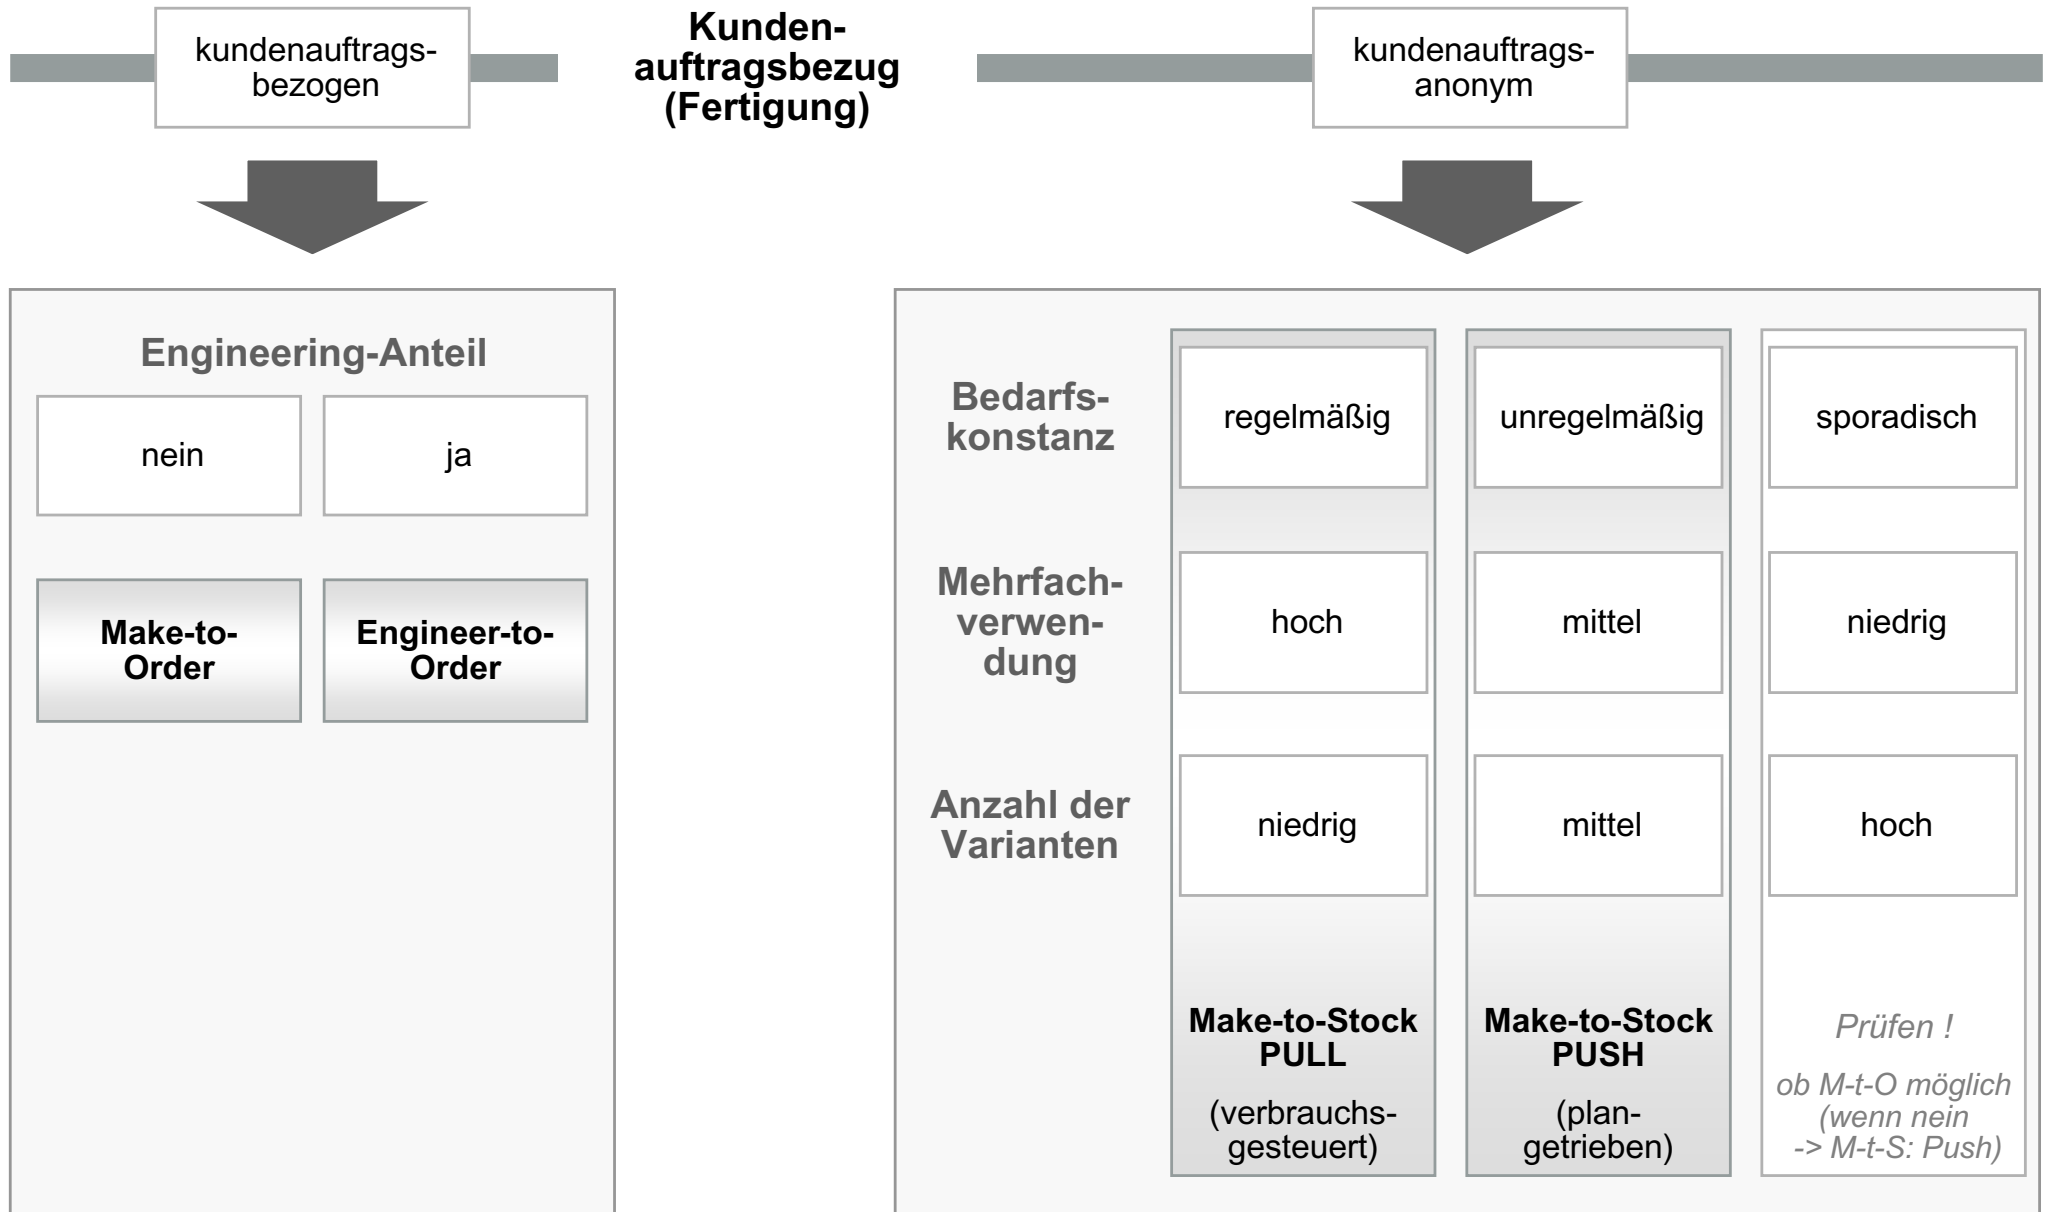 kundenauftrags-
bezogen
Kunden-
auftragsbezug
(Fertigung)
kundenauftrags-
anonym
Engineering-Anteil
nein
ja
Make-to-
Order
Engineer-to-
Order
Bedarfs-
konstanz
regelmäßig
unregelmäßig
sporadisch
Mehrfach-
verwen-
dung
hoch
mittel
niedrig
Anzahl der
Varianten
niedrig
mittel
hoch
Make-to-Stock
PULL
(verbrauchs-
gesteuert)
Make-to-Stock
PUSH
(plan-
getrieben)
Prüfen !
ob M-t-O möglich
(wenn nein
-> M-t-S: Push)